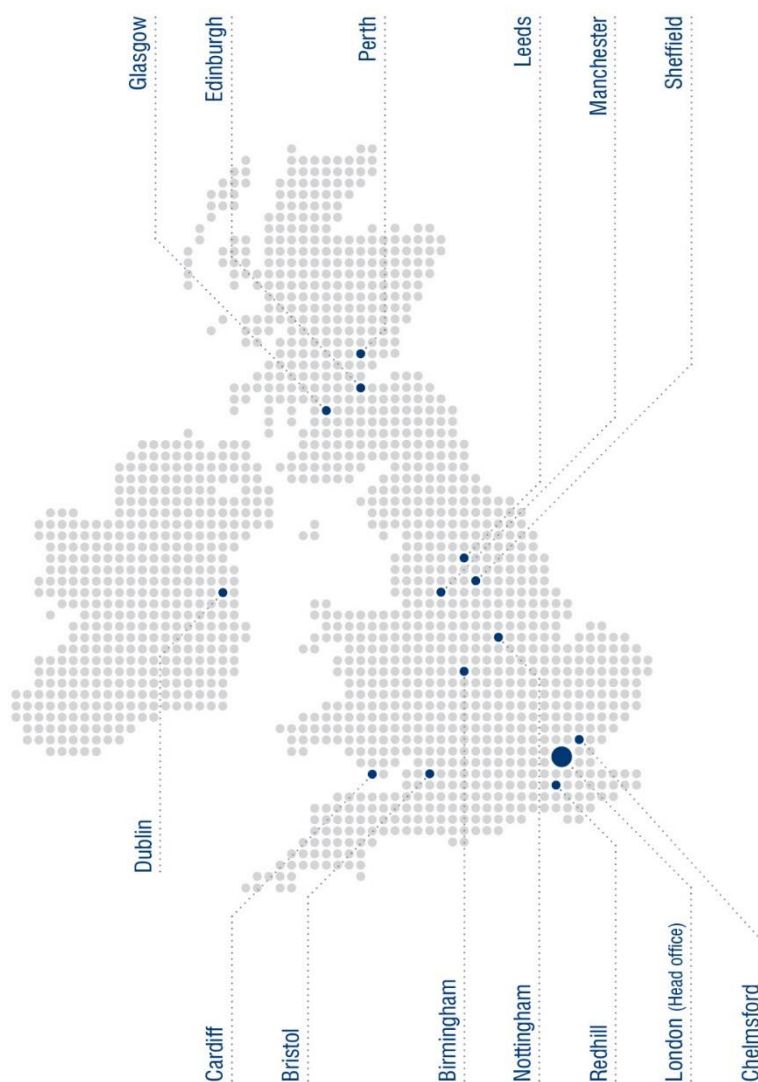 Glasgow
Edinburgh
Perth
Leeds
Manchester
Sheffield
Dublin
Cardiff
Bristol
Birmingham
Nottingham
Redhill
London (Head office)
Chelmsford